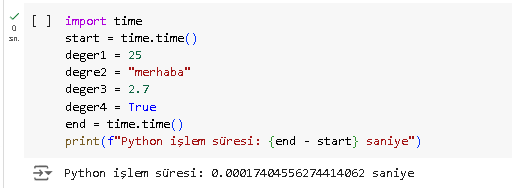 0
sn.
[ ] import time
start = time.time()
deger1 = 25
degre2 = "merhaba"
deger3 = 2.7
deger4 = True
end = time.time()
print(f"Python işlem süresi: {end - start} saniye")
Python işlem süresi: 0.00017404556274414062 saniye